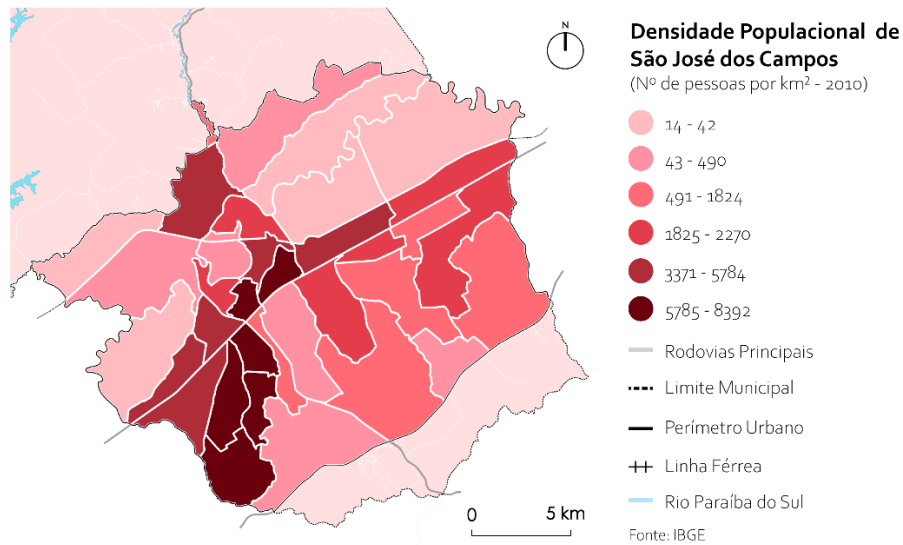 N
Densidade Populacional de
São José dos Campos
(Nº de pessoas por km² - 2010)
14 - 42
43 - 490
491 - 1824
1825 - 2270
3371 - 5784
5785 - 8392
Rodovias Principais
Limite Municipal
Perímetro Urbano
Linha Férrea
Rio Paraíba do Sul
0 5 km
Fonte: IBGE